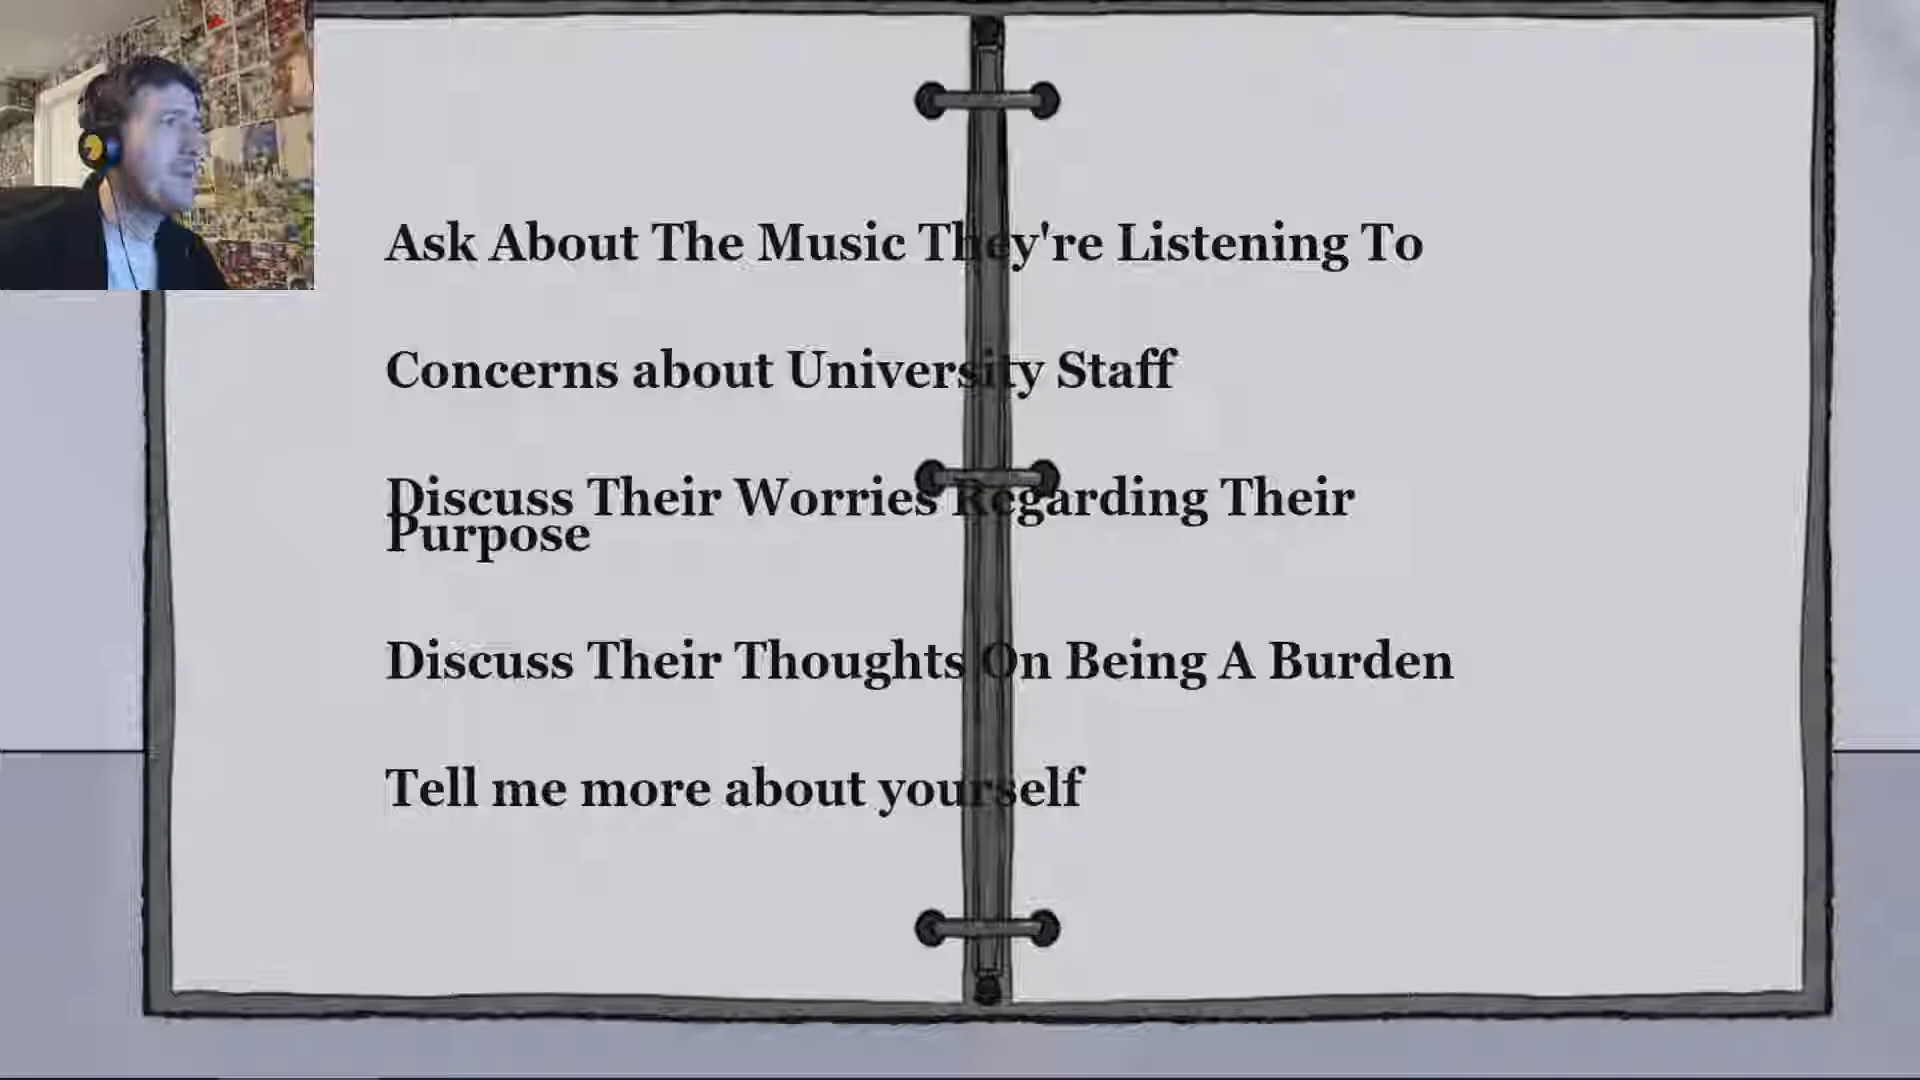 Ask About The Music They're Listening To
Concerns about University Staff
Discuss Their Worries Regarding Their
Purpose
Discuss Their Thoughts On Being A Burden
Tell me more about yourself